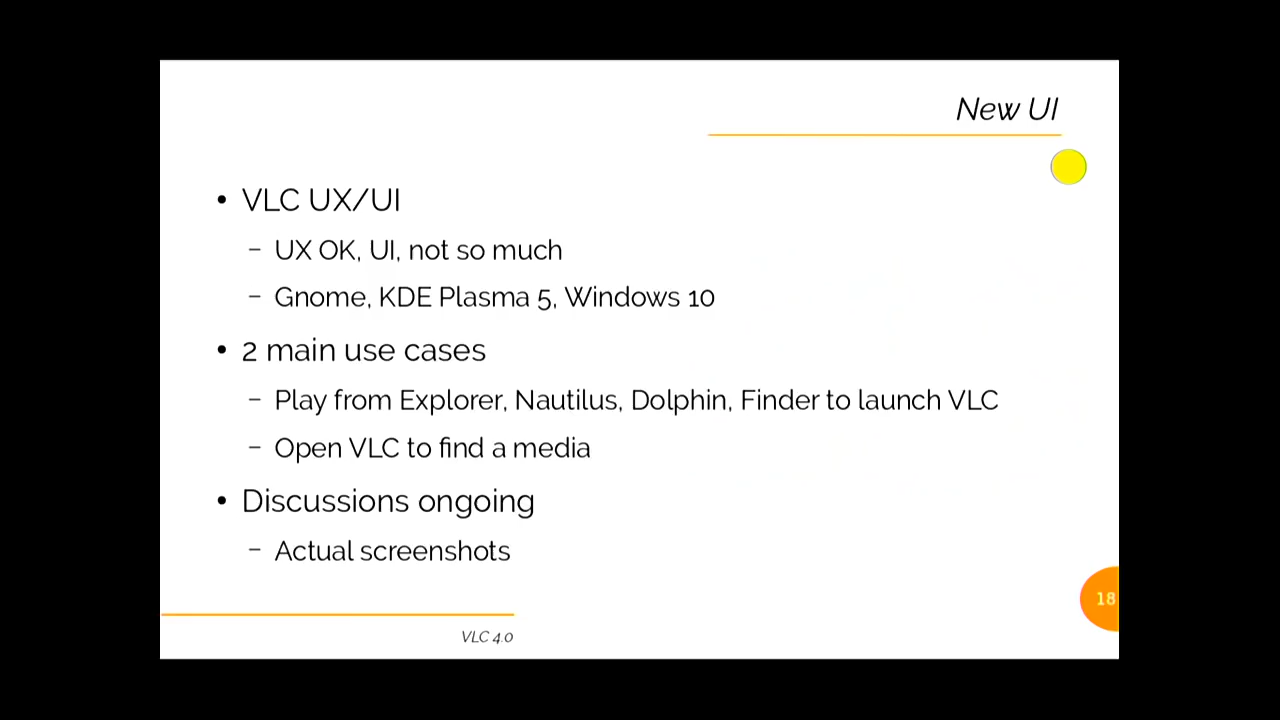 New UI
• VLC UX/UI
– UX OK, UI, not so much
– Gnome, KDE Plasma 5, Windows 10
• 2 main use cases
– Play from Explorer, Nautilus, Dolphin, Finder to launch VLC
– Open VLC to find a media
• Discussions ongoing
– Actual screenshots
18
VLC 4.0